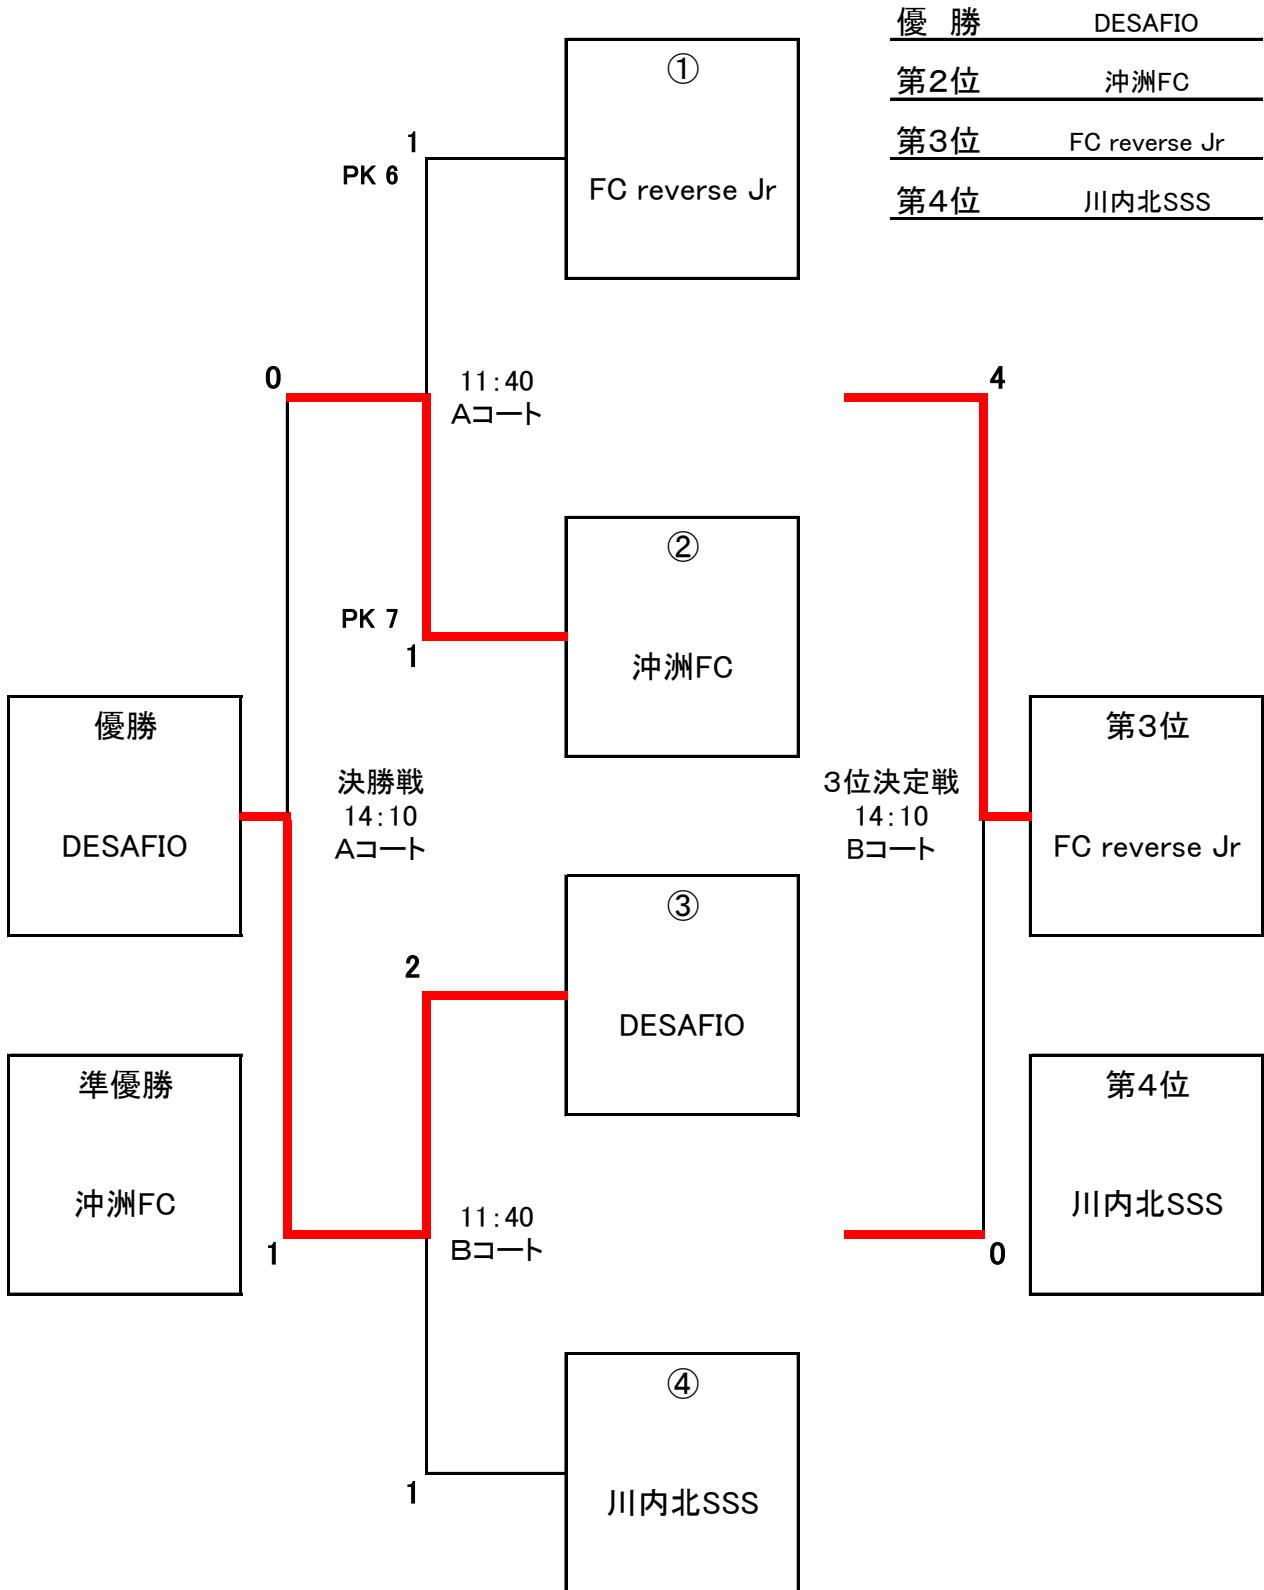 優 勝 DESAFIO
第2位 沖洲FC
第3位 FC reverse Jr
第4位 川内北SSS
①
FC reverse Jr
1
PK 6
0
11:40
Aコート
4
②
沖洲FC
PK 7
1
優勝
DESAFIO
決勝戦
14:10
Aコート
3位決定戦
14:10
Bコート
第3位
FC reverse Jr
③
DESAFIO
2
準優勝
沖洲FC
1
11:40
Bコート
0
第4位
川内北SSS
④
川内北SSS
1